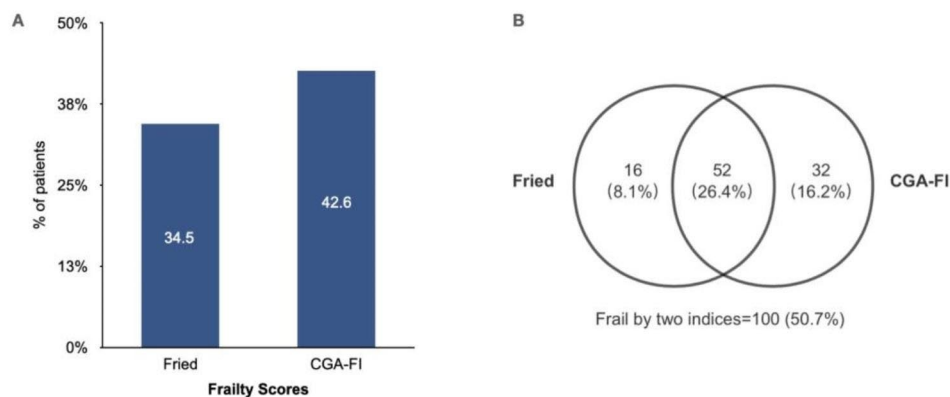 A
50%
38%
25%
13%
0%
% of patients
34.5
42.6
Fried
CGA-FI
Frailty Scores
B
Fried
16
(8.1%)
52
(26.4%)
32
(16.2%)
CGA-FI
Frail by two indices=100 (50.7%)